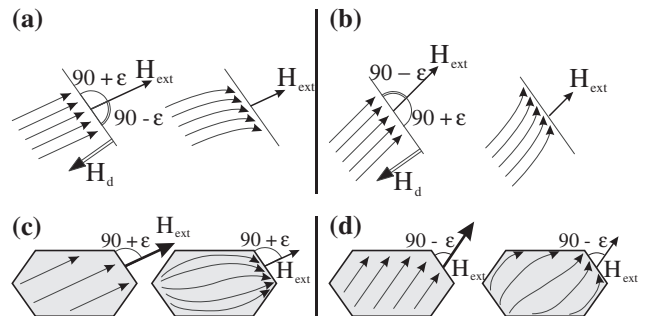 (a)
90 + ε
H_ext
90 - ε
H_d
H_ext
(b)
90 - ε
H_ext
90 + ε
H_d
H_ext
(c)
90 + ε
H_ext
90 + ε
H_ext
(d)
90 - ε
H_ext
90 - ε
H_ext